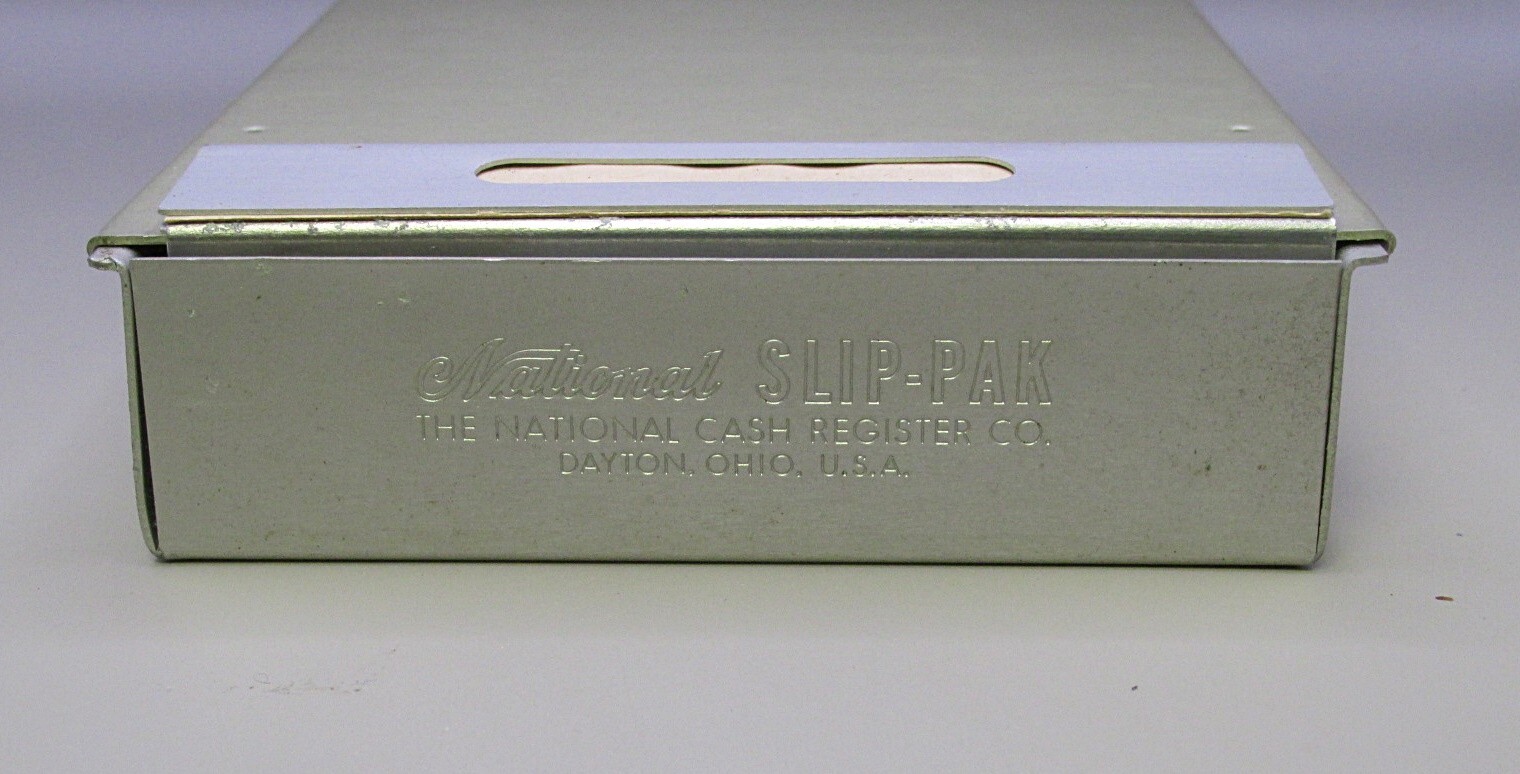 National SLIP-PAK
THE NATIONAL CASH REGISTER CO.
DAYTON, OHIO, U.S.A.